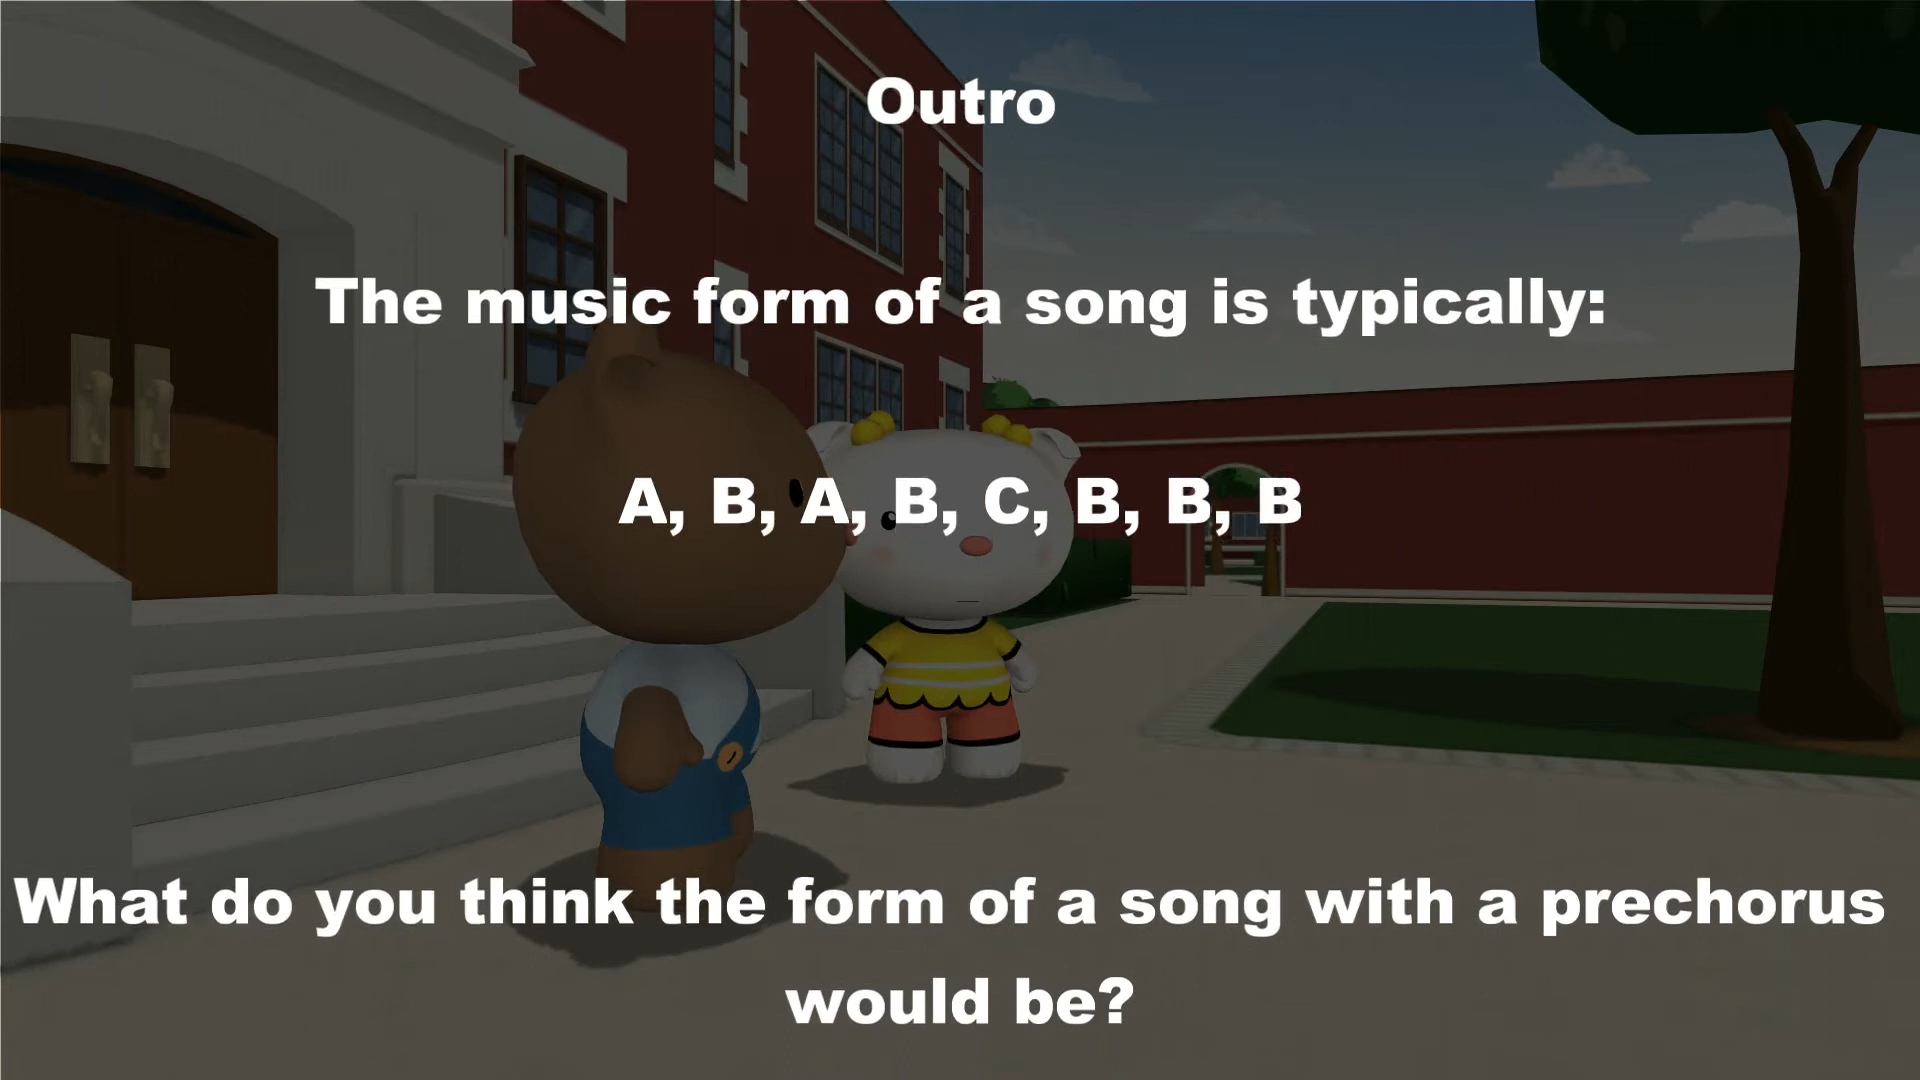 Outro
The music form of a song is typically:
A, B, A, B, C, B, B, B
What do you think the form of a song with a prechorus
would be?